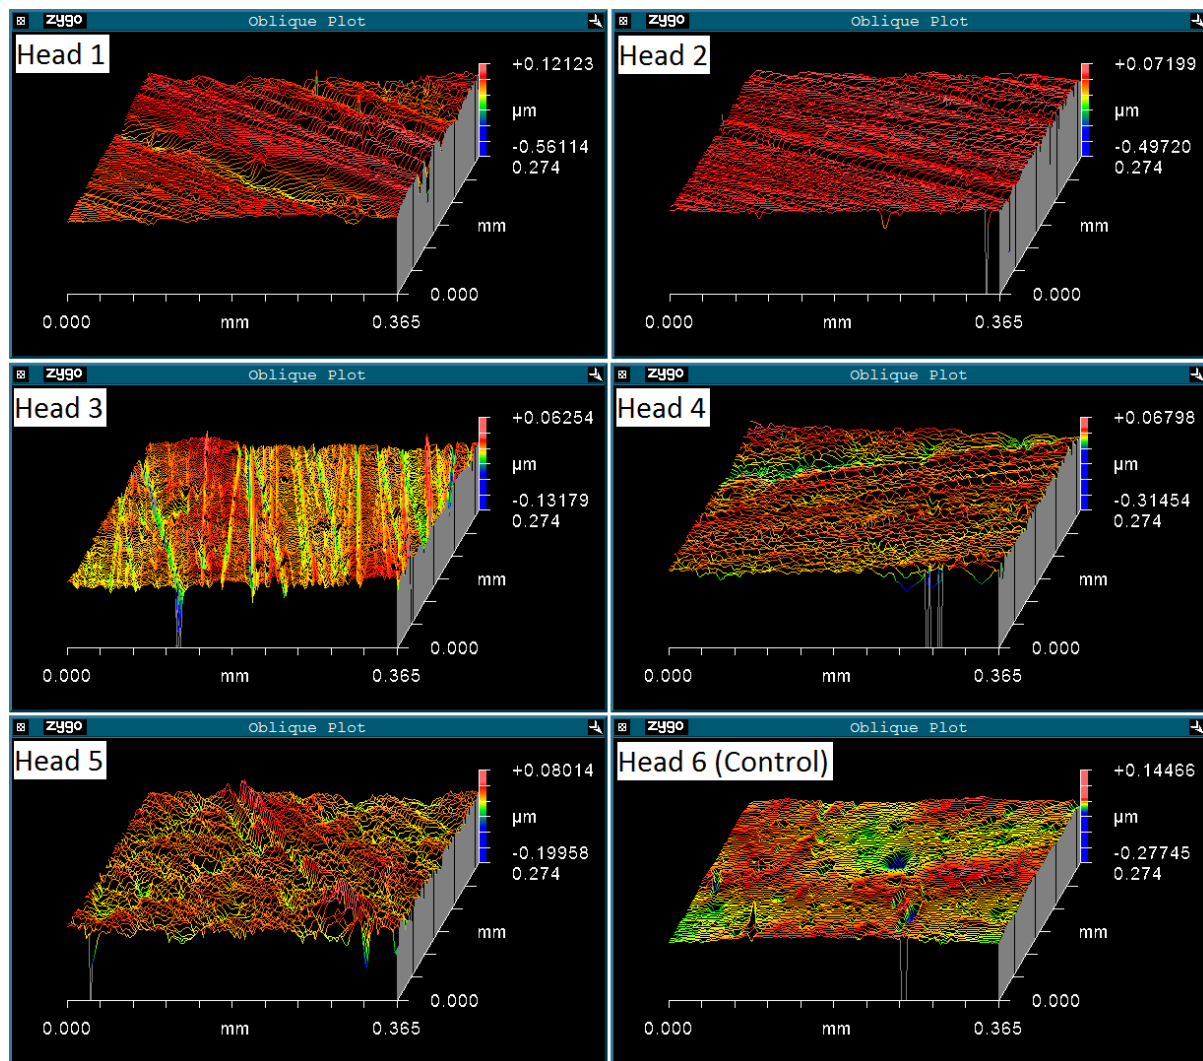 zygo Oblique Plot
Head 1
+0.12123
µm
-0.56114
0.274
mm
0.000
0.000 mm 0.365
zygo Oblique Plot
Head 2
+0.07199
µm
-0.49720
0.274
mm
0.000
0.000 mm 0.365
zygo Oblique Plot
Head 3
+0.06254
µm
-0.13179
0.274
mm
0.000
0.000 mm 0.365
zygo Oblique Plot
Head 4
+0.06798
µm
-0.31454
0.274
mm
0.000
0.000 mm 0.365
zygo Oblique Plot
Head 5
+0.08014
µm
-0.19958
0.274
mm
0.000
0.000 mm 0.365
zygo Oblique Plot
Head 6 (Control)
+0.14466
µm
-0.27745
0.274
mm
0.000
0.000 mm 0.365